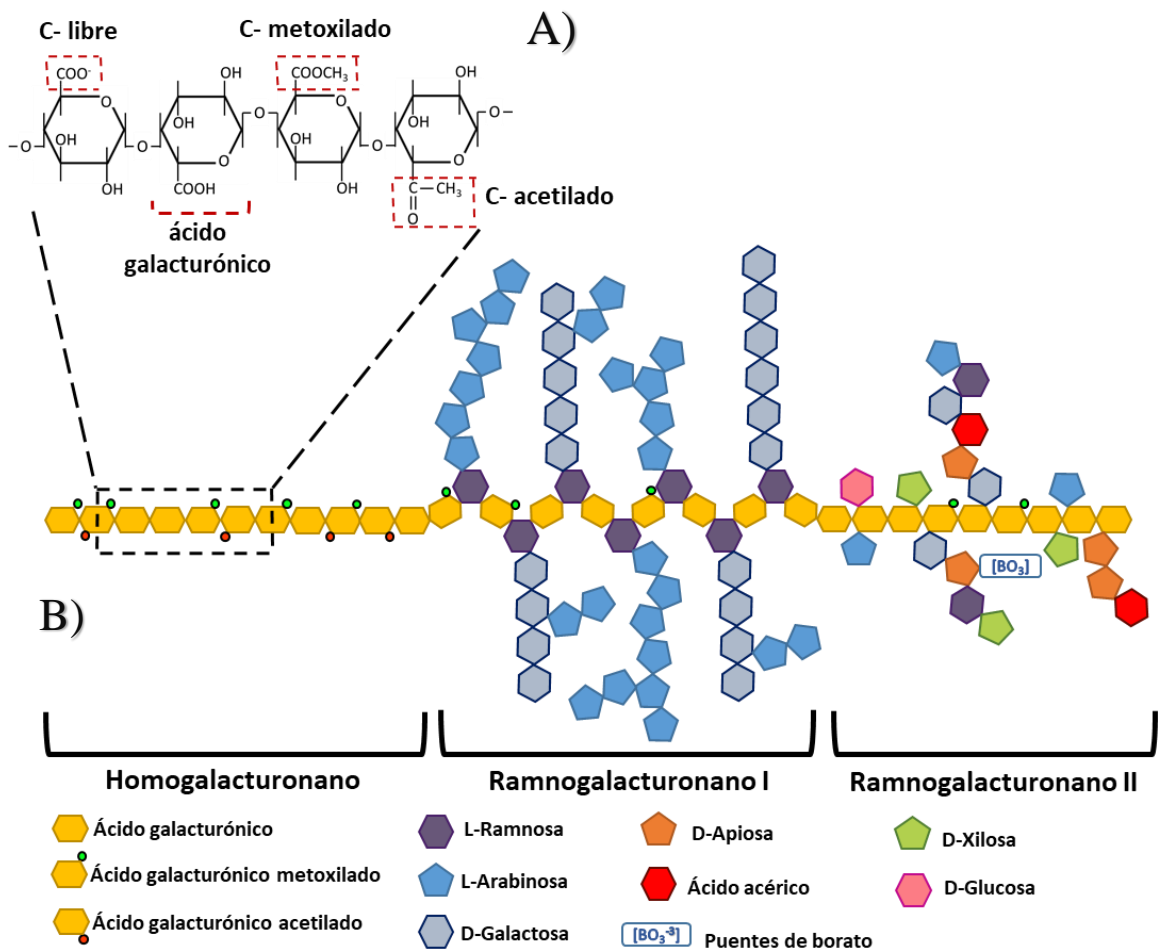 A)
C- libre
C- metoxilado
COO-
OH
COOCH3
OH
O
OH
O
O
OH
–O
OH
O
O
OH
O
O
O–
OH
COOH
OH
C–CH3
O
C- acetilado
ácido
galacturónico
[BO3]
B)
Homogalacturonano
Ramnogalacturonano I
Ramnogalacturonano II
Ácido galacturónico
Ácido galacturónico metoxilado
Ácido galacturónico acetilado
L-Ramnosa
L-Arabinosa
D-Galactosa
D-Apiosa
Ácido acérico
[BO3-3]
Puentes de borato
D-Xilosa
D-Glucosa